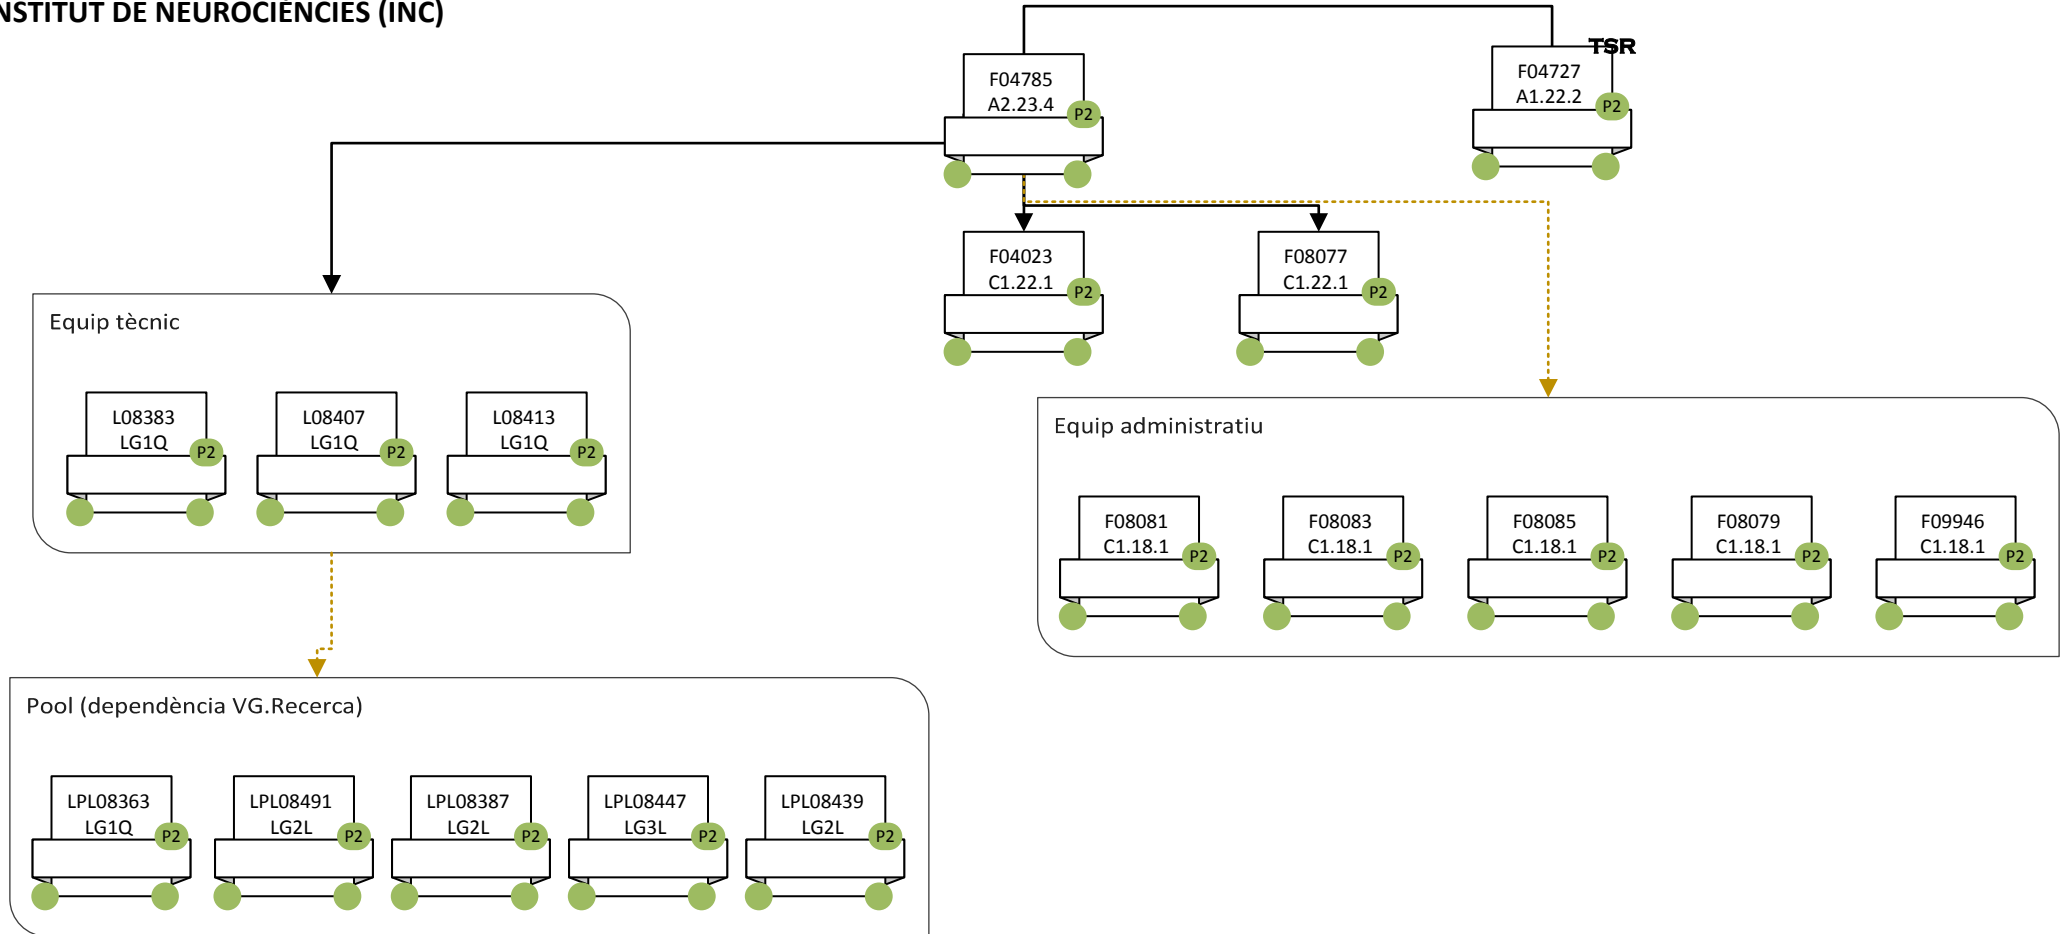 NSTITUT DE NEUROCIÈNCIES (INC)
TSR
F04785
A2.23.4
P2
F04727
A1.22.2
P2
F04023
C1.22.1
P2
F08077
C1.22.1
P2
Equip tècnic
L08383
LG1Q
P2
L08407
LG1Q
P2
L08413
LG1Q
P2
Equip administratiu
F08081
C1.18.1
P2
F08083
C1.18.1
P2
F08085
C1.18.1
P2
F08079
C1.18.1
P2
F09946
C1.18.1
P2
Pool (dependència VG.Recerca)
LPL08363
LG1Q
P2
LPL08491
LG2L
P2
LPL08387
LG2L
P2
LPL08447
LG3L
P2
LPL08439
LG2L
P2